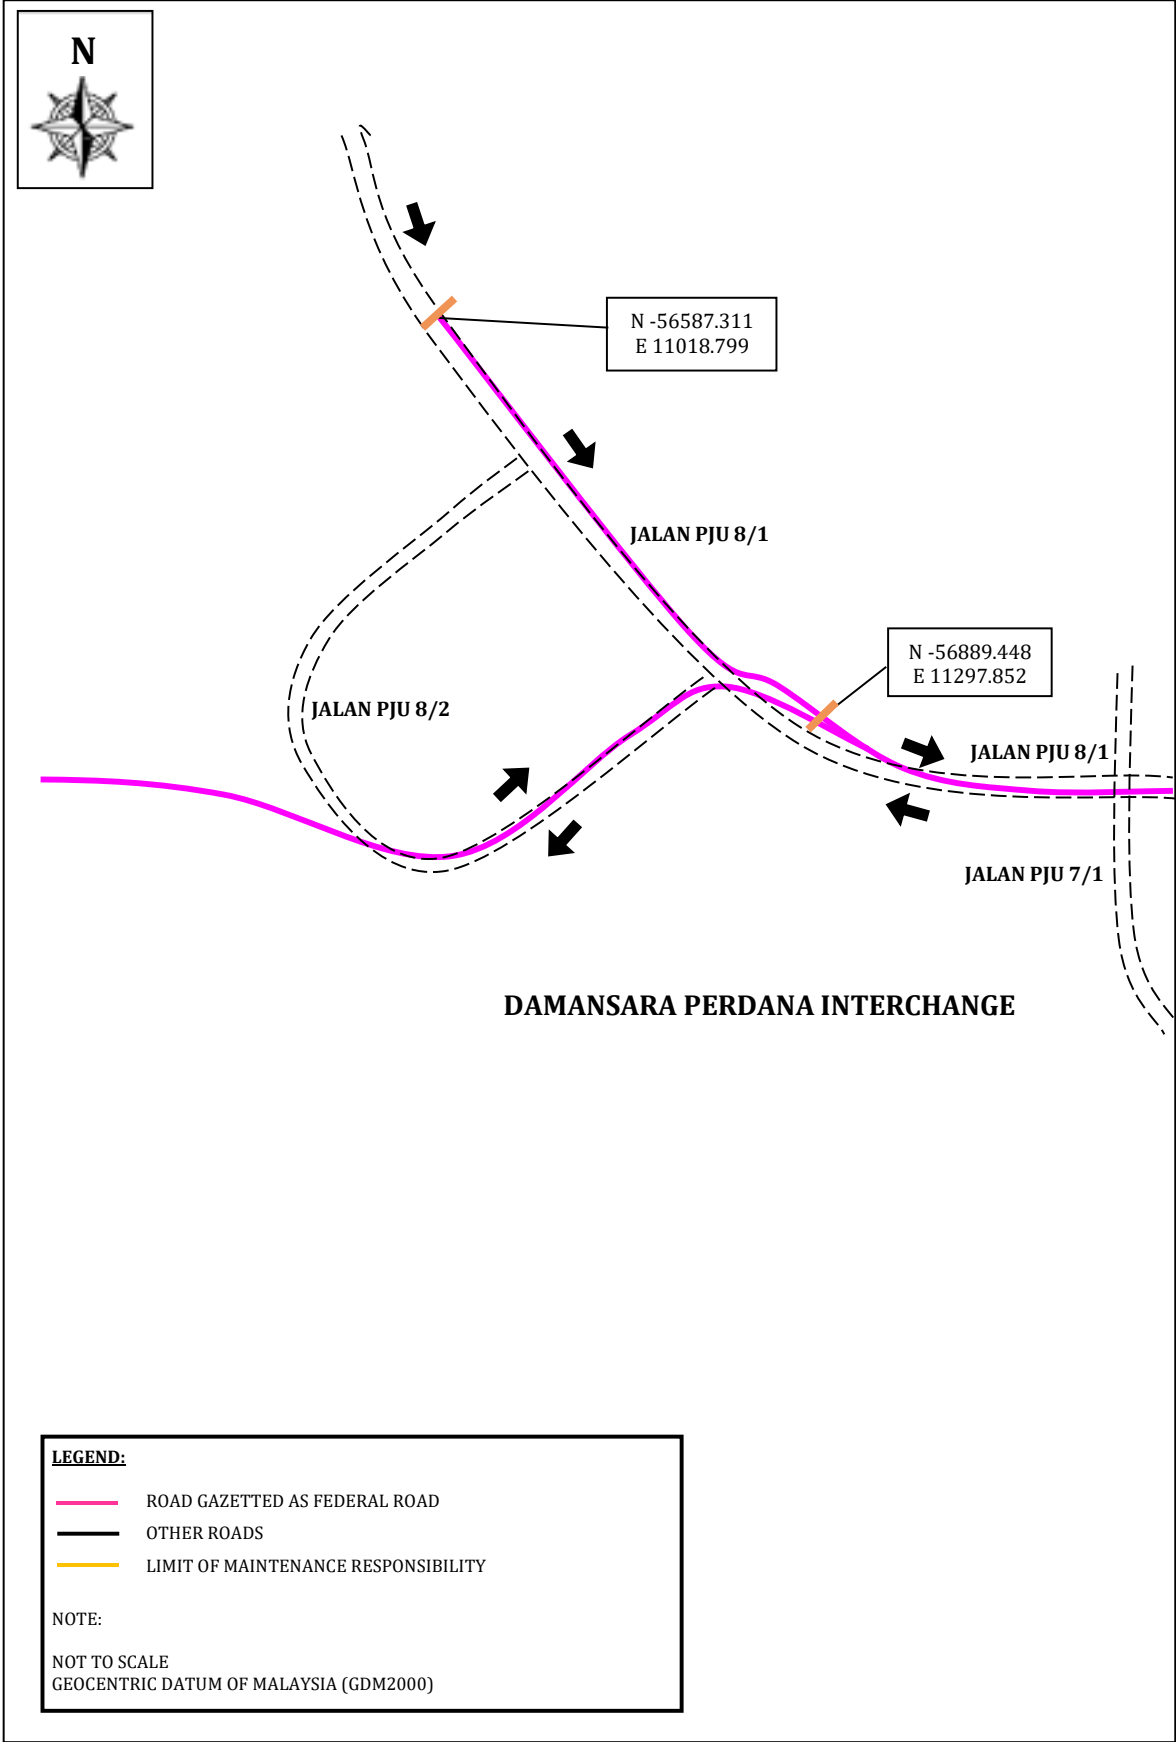 N
N -56587.311
E 11018.799
JALAN PJU 8/1
N -56889.448
E 11297.852
JALAN PJU 8/2
JALAN PJU 8/1
JALAN PJU 7/1
DAMANSARA PERDANA INTERCHANGE
LEGEND:
ROAD GAZETTED AS FEDERAL ROAD
OTHER ROADS
LIMIT OF MAINTENANCE RESPONSIBILITY
NOTE:
NOT TO SCALE
GEOCENTRIC DATUM OF MALAYSIA (GDM2000)